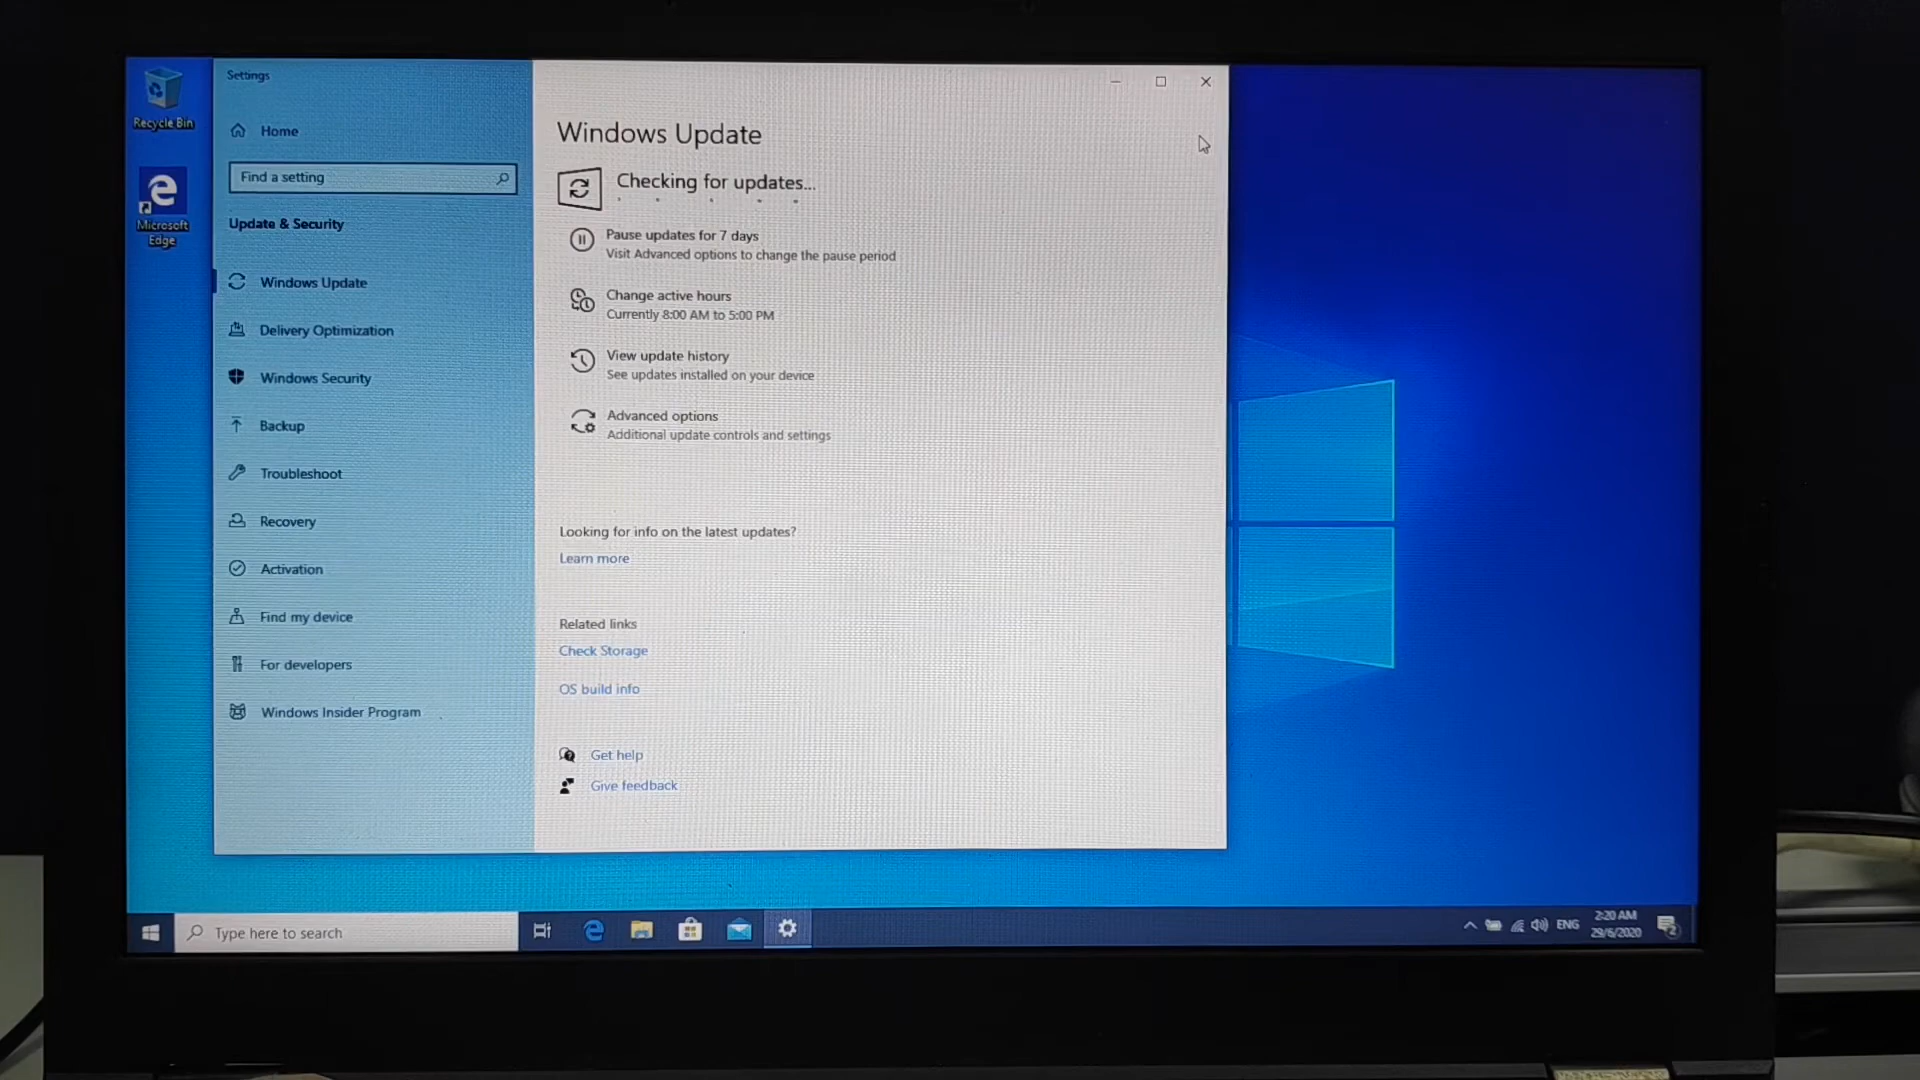 Recycle Bin
Microsoft
Edge
Settings
Home
Find a setting
Update & Security
Windows Update
Delivery Optimization
Windows Security
Backup
Troubleshoot
Recovery
Activation
Find my device
For developers
Windows Insider Program
Windows Update
Checking for updates...
Pause updates for 7 days
Visit Advanced options to change the pause period
Change active hours
Currently 8:00 AM to 5:00 PM
View update history
See updates installed on your device
Advanced options
Additional update controls and settings
Looking for info on the latest updates?
Learn more
Related links
Check Storage
OS build info
Get help
Give feedback
Type here to search
ENG
2:20 AM
29/6/2020
2